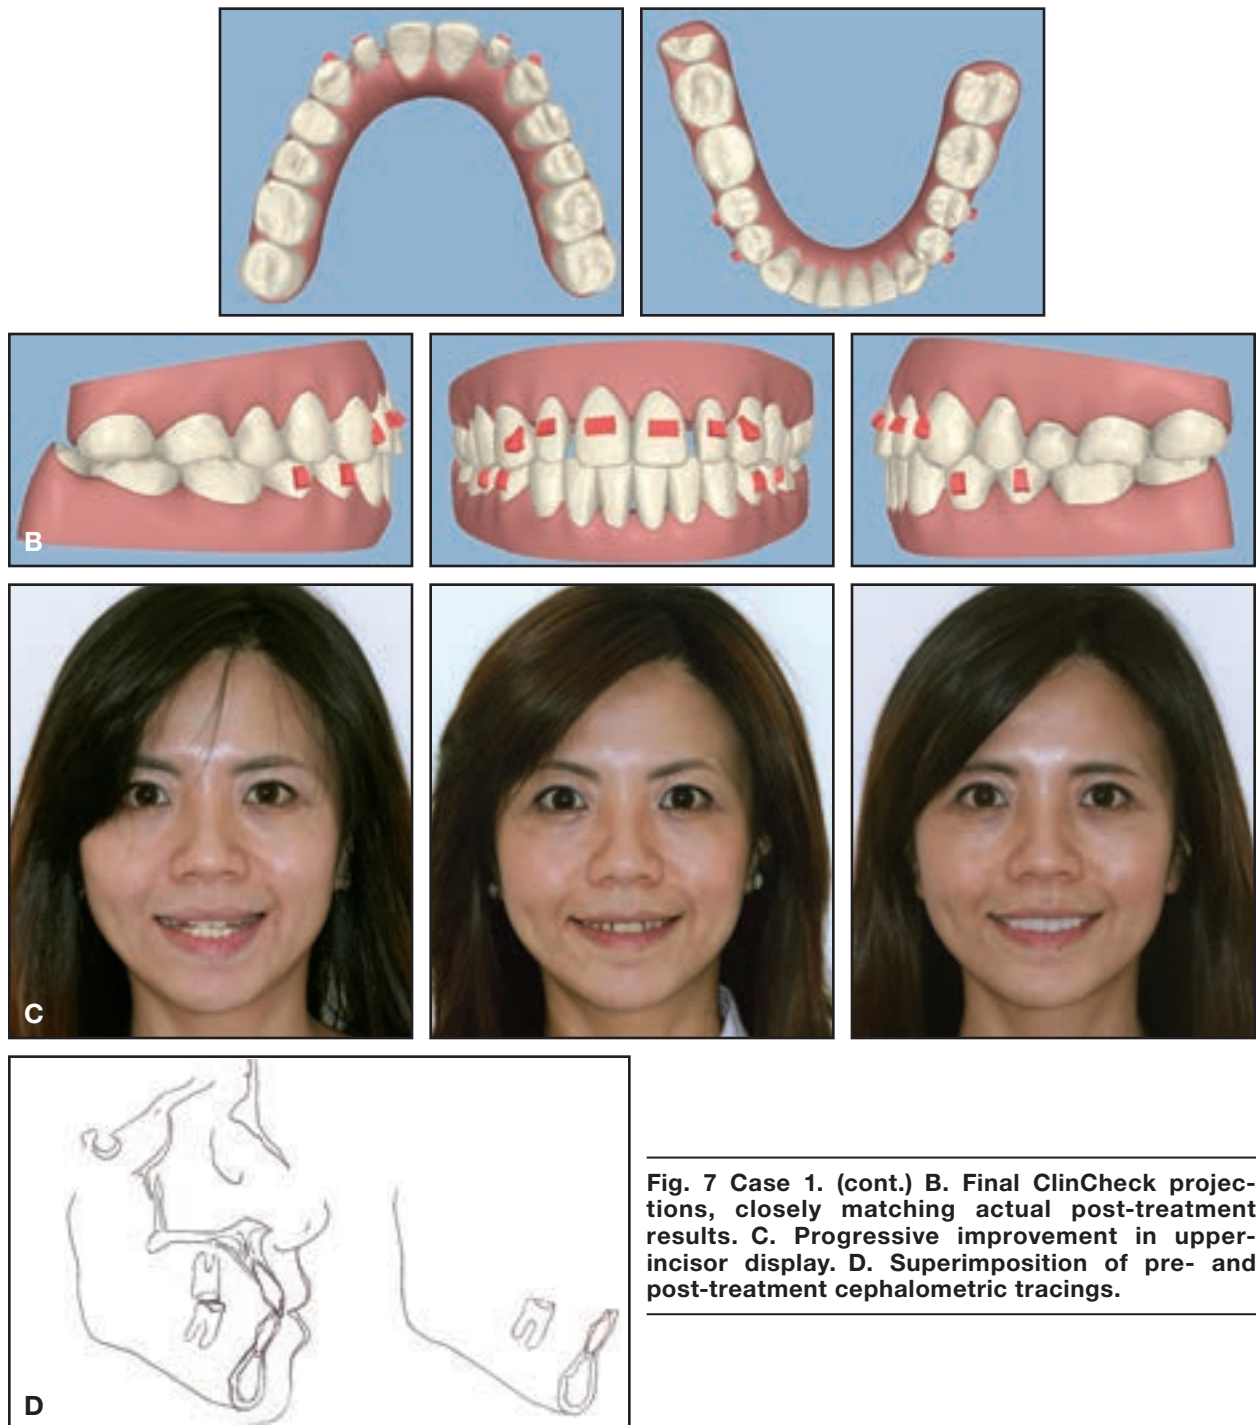 B
C
D
Fig. 7 Case 1. (cont.) B. Final ClinCheck projec-
tions, closely matching actual post-treatment
results. C. Progressive improvement in upper-
incisor display. D. Superimposition of pre- and
post-treatment cephalometric tracings.